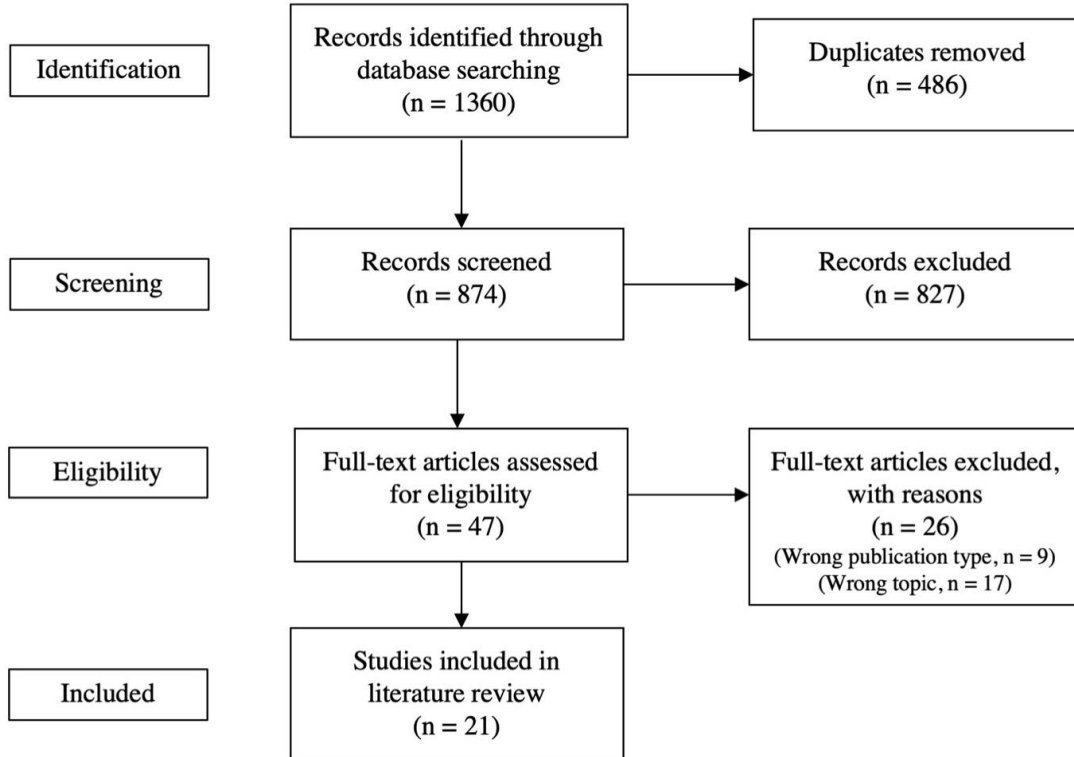 Identification
Records identified through
database searching
(n = 1360)
Duplicates removed
(n = 486)
Screening
Records screened
(n = 874)
Records excluded
(n = 827)
Eligibility
Full-text articles assessed
for eligibility
(n = 47)
Full-text articles excluded,
with reasons
(n = 26)
(Wrong publication type, n = 9)
(Wrong topic, n = 17)
Included
Studies included in
literature review
(n = 21)